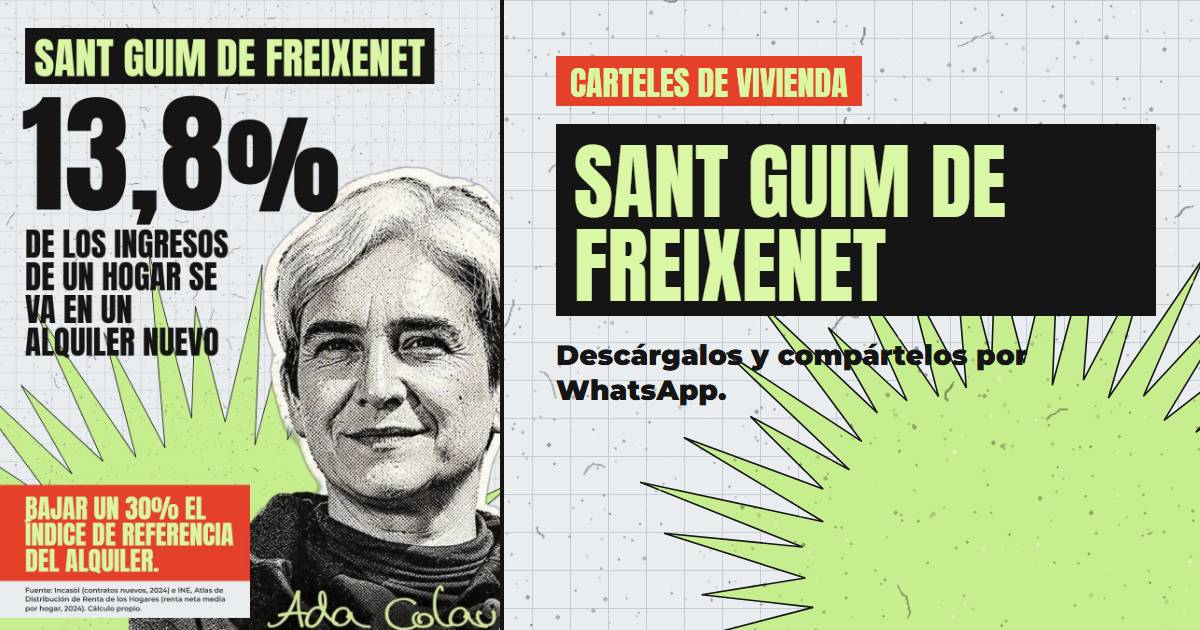 SANT GUIM DE FREIXENET
13,8%
DE LOS INGRESOS
DE UN HOGAR SE
VA EN UN
ALQUILER NUEVO
BAJAR UN 30% EL
ÍNDICE DE REFERENCIA
DEL ALQUILER.
Fuente: Incasòl (contratos nuevos, 2024) e INE, Atlas de
Distribución de Renta de los Hogares (renta neta media
por hogar, 2024). Cálculo propio.
Ada Colau
CARTELES DE VIVIENDA
SANT GUIM DE
FREIXENET
Descárgalos y compártelos por
WhatsApp.